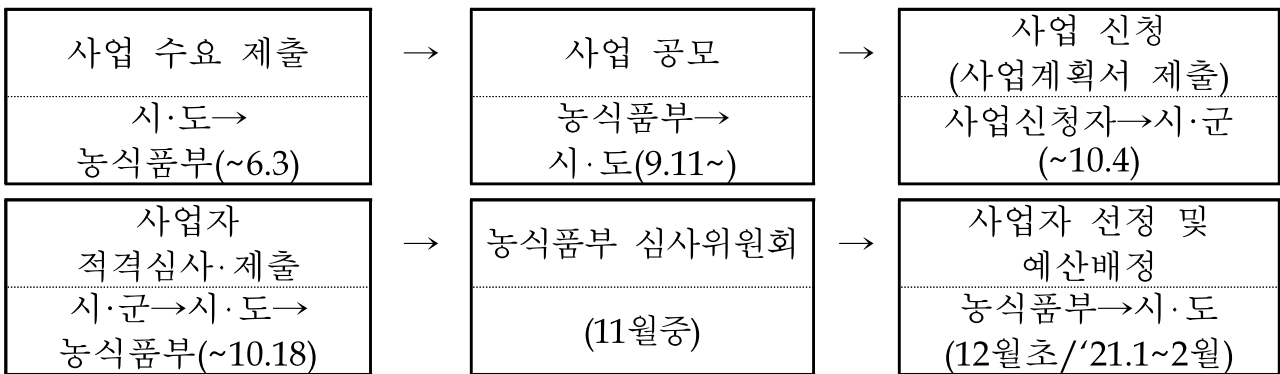 사업 수요 제출
시·도→
농식품부(~6.3)
→
사업 공모
농식품부→
시·도(9.11~)
→
사업 신청
(사업계획서 제출)
사업신청자→시·군
(~10.4)
사업자
적격심사·제출
시·군→시·도→
농식품부(~10.18)
→
농식품부 심사위원회
(11월중)
→
사업자 선정 및
예산배정
농식품부→시·도
(12월초/‘21.1~2월)